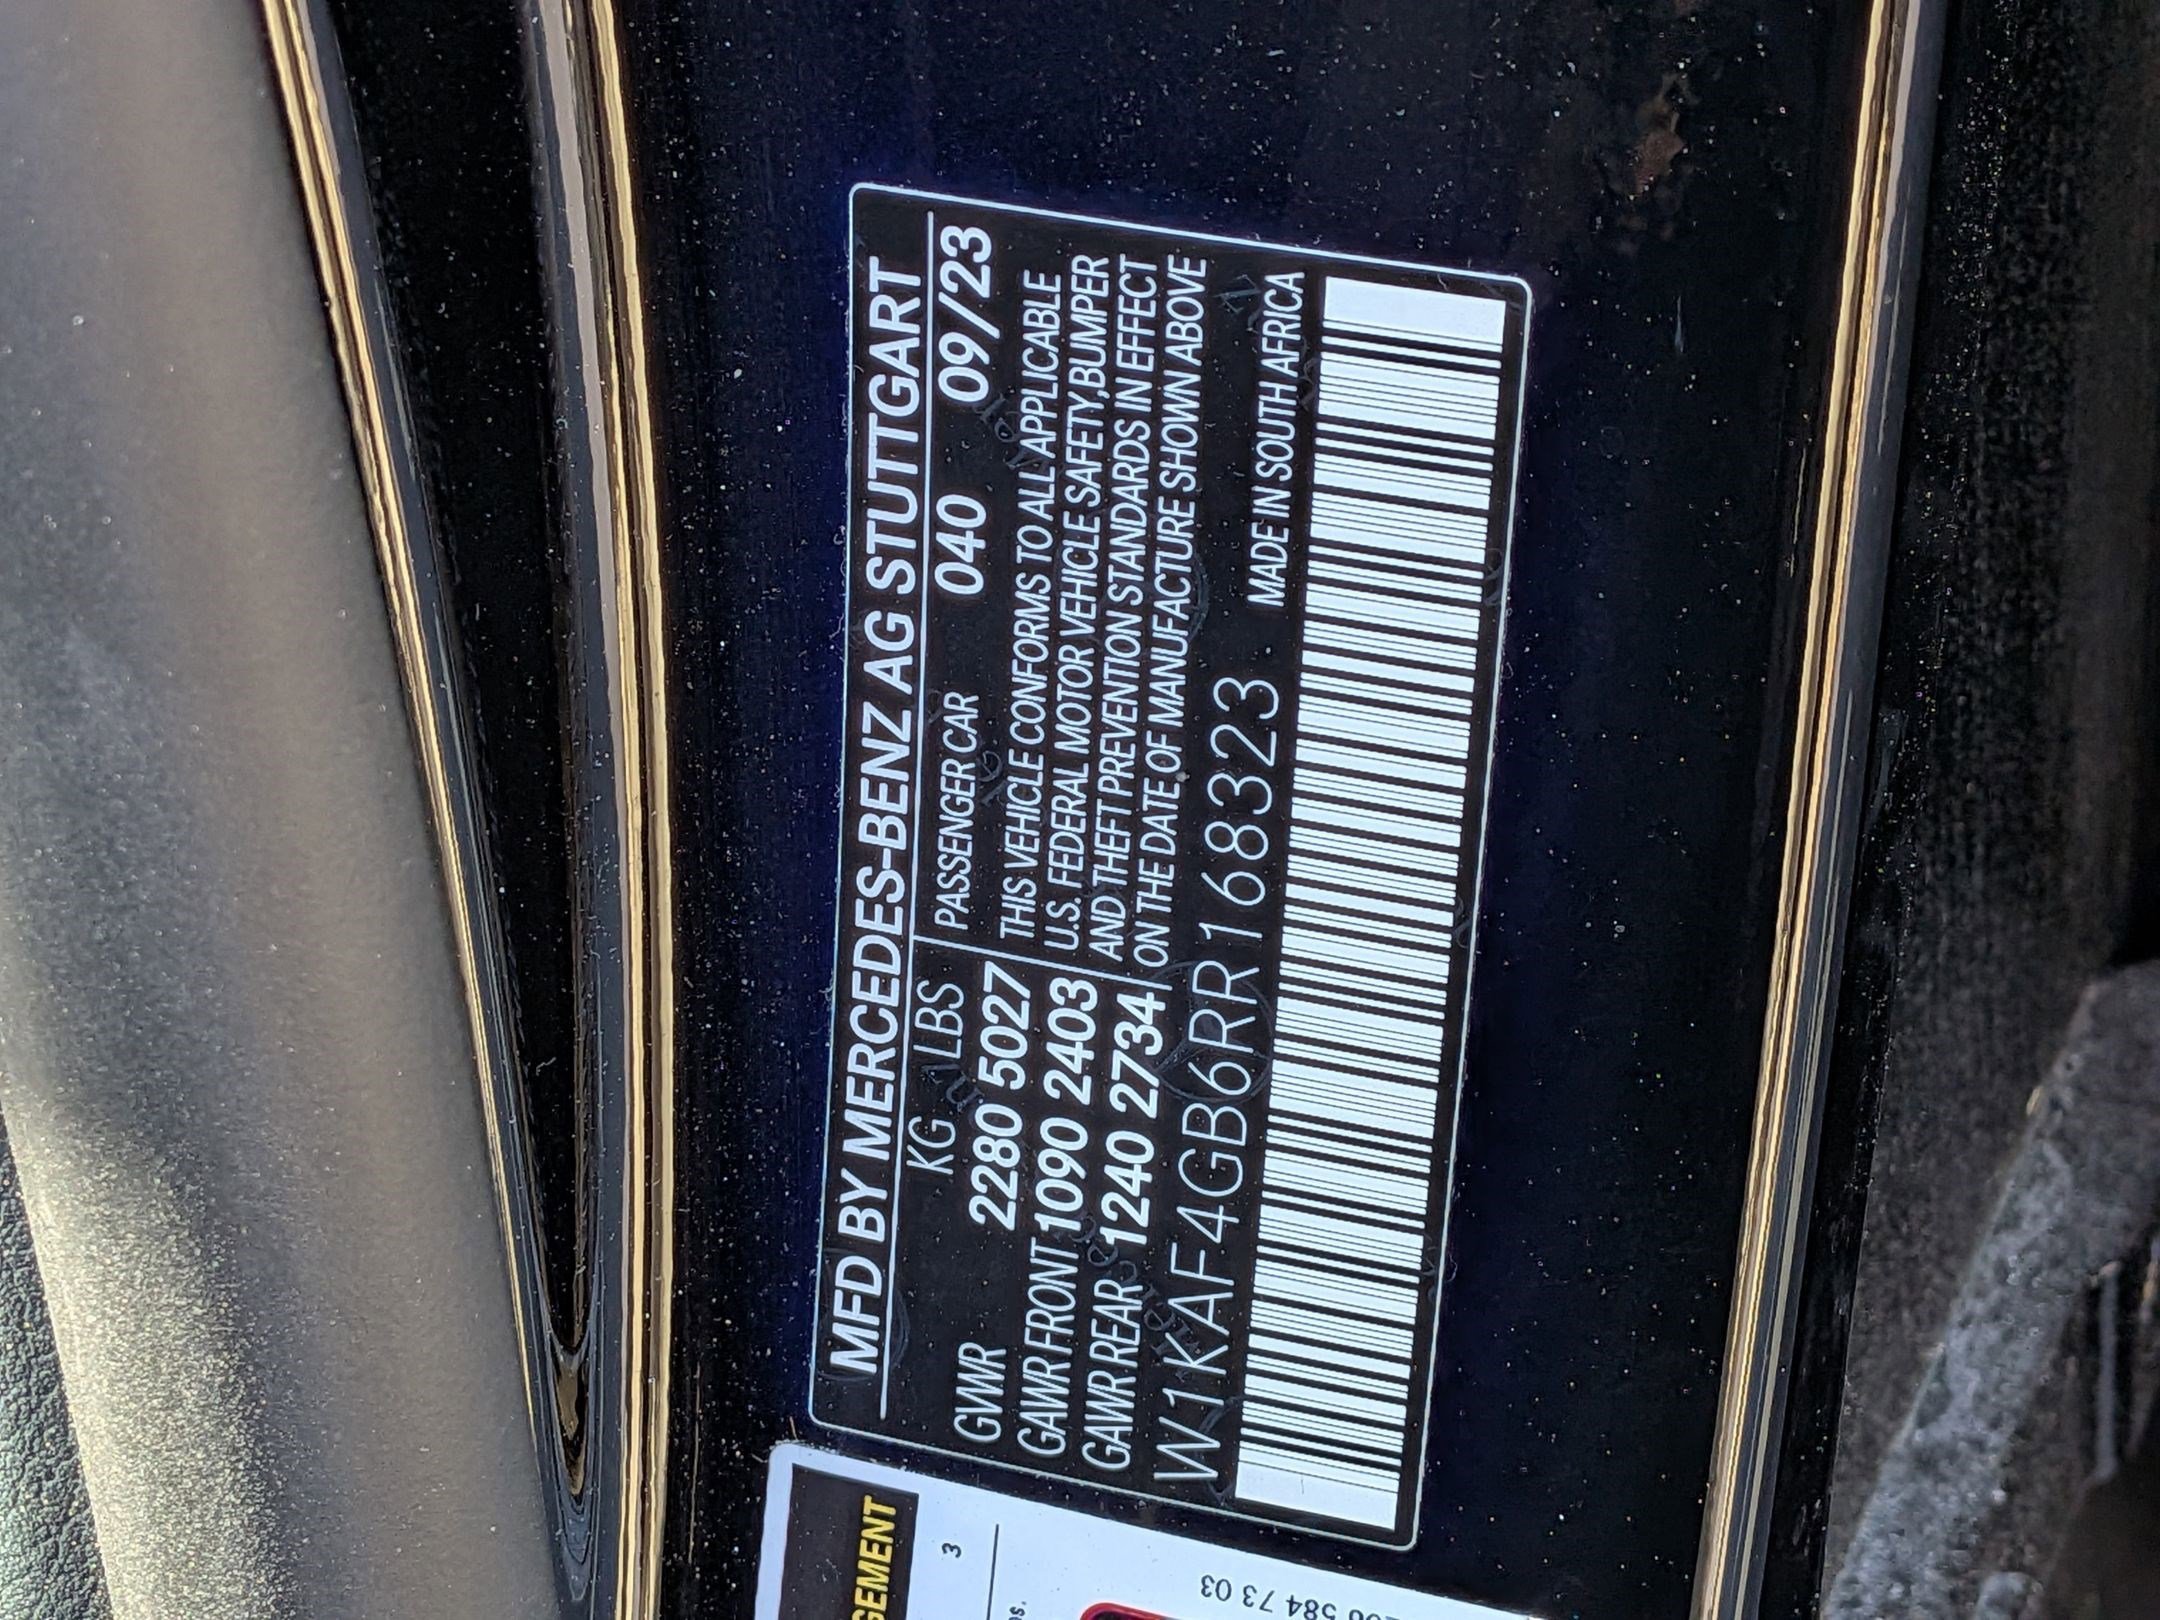 MFD BY MERCEDES-BENZ AG STUTTGART
KG LBS PASSENGER CAR 040 09/23
GVWR 2280 5027
GAWR FRONT 1090 2403
GAWR REAR 1240 2734
THIS VEHICLE CONFORMS TO ALL APPLICABLE
U.S. FEDERAL MOTOR VEHICLE SAFETY,BUMPER
AND THEFT PREVENTION STANDARDS IN EFFECT
ON THE DATE OF MANUFACTURE SHOWN ABOVE
MADE IN SOUTH AFRICA
W1KAF4GB6RR168323
3
584 73 03